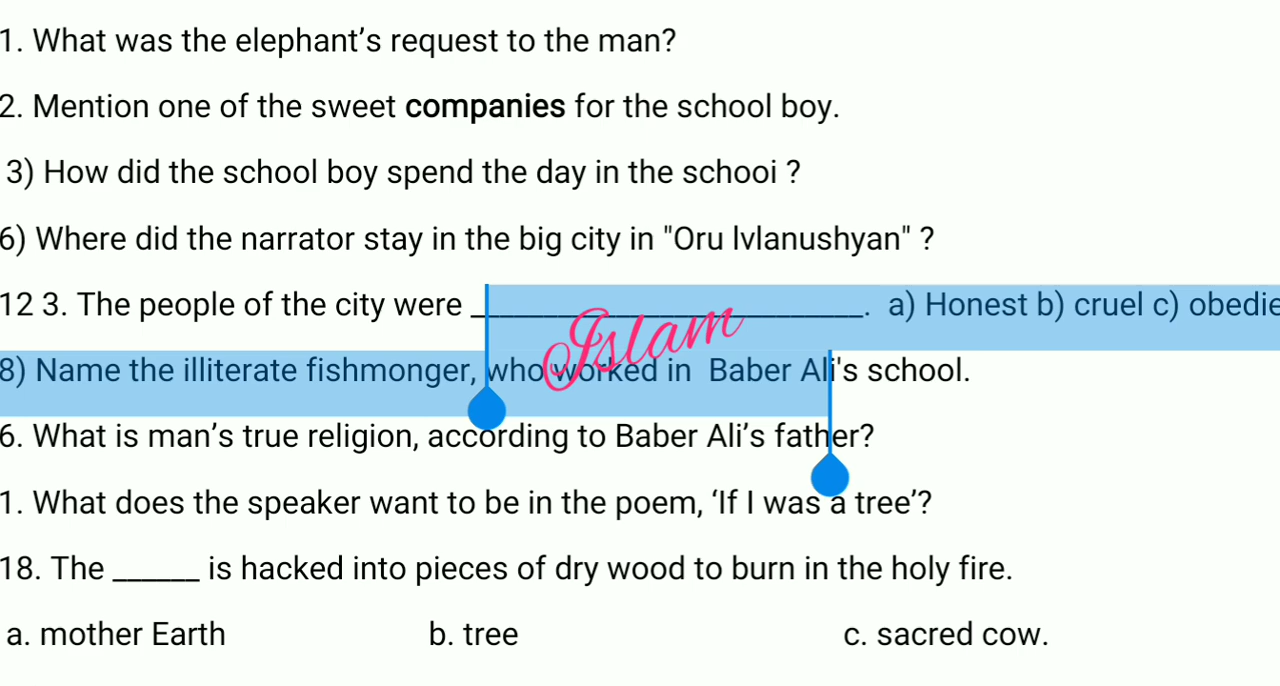 1. What was the elephant’s request to the man?
2. Mention one of the sweet companies for the school boy.
3) How did the school boy spend the day in the schooi ?
6) Where did the narrator stay in the big city in "Oru lvlanushyan" ?
12 3. The people of the city were ___________________________. a) Honest b) cruel c) obedie
Islam
8) Name the illiterate fishmonger, who worked in Baber Ali's school.
6. What is man’s true religion, according to Baber Ali’s father?
1. What does the speaker want to be in the poem, ‘If I was a tree’?
18. The ______ is hacked into pieces of dry wood to burn in the holy fire.
a. mother Earth b. tree c. sacred cow.